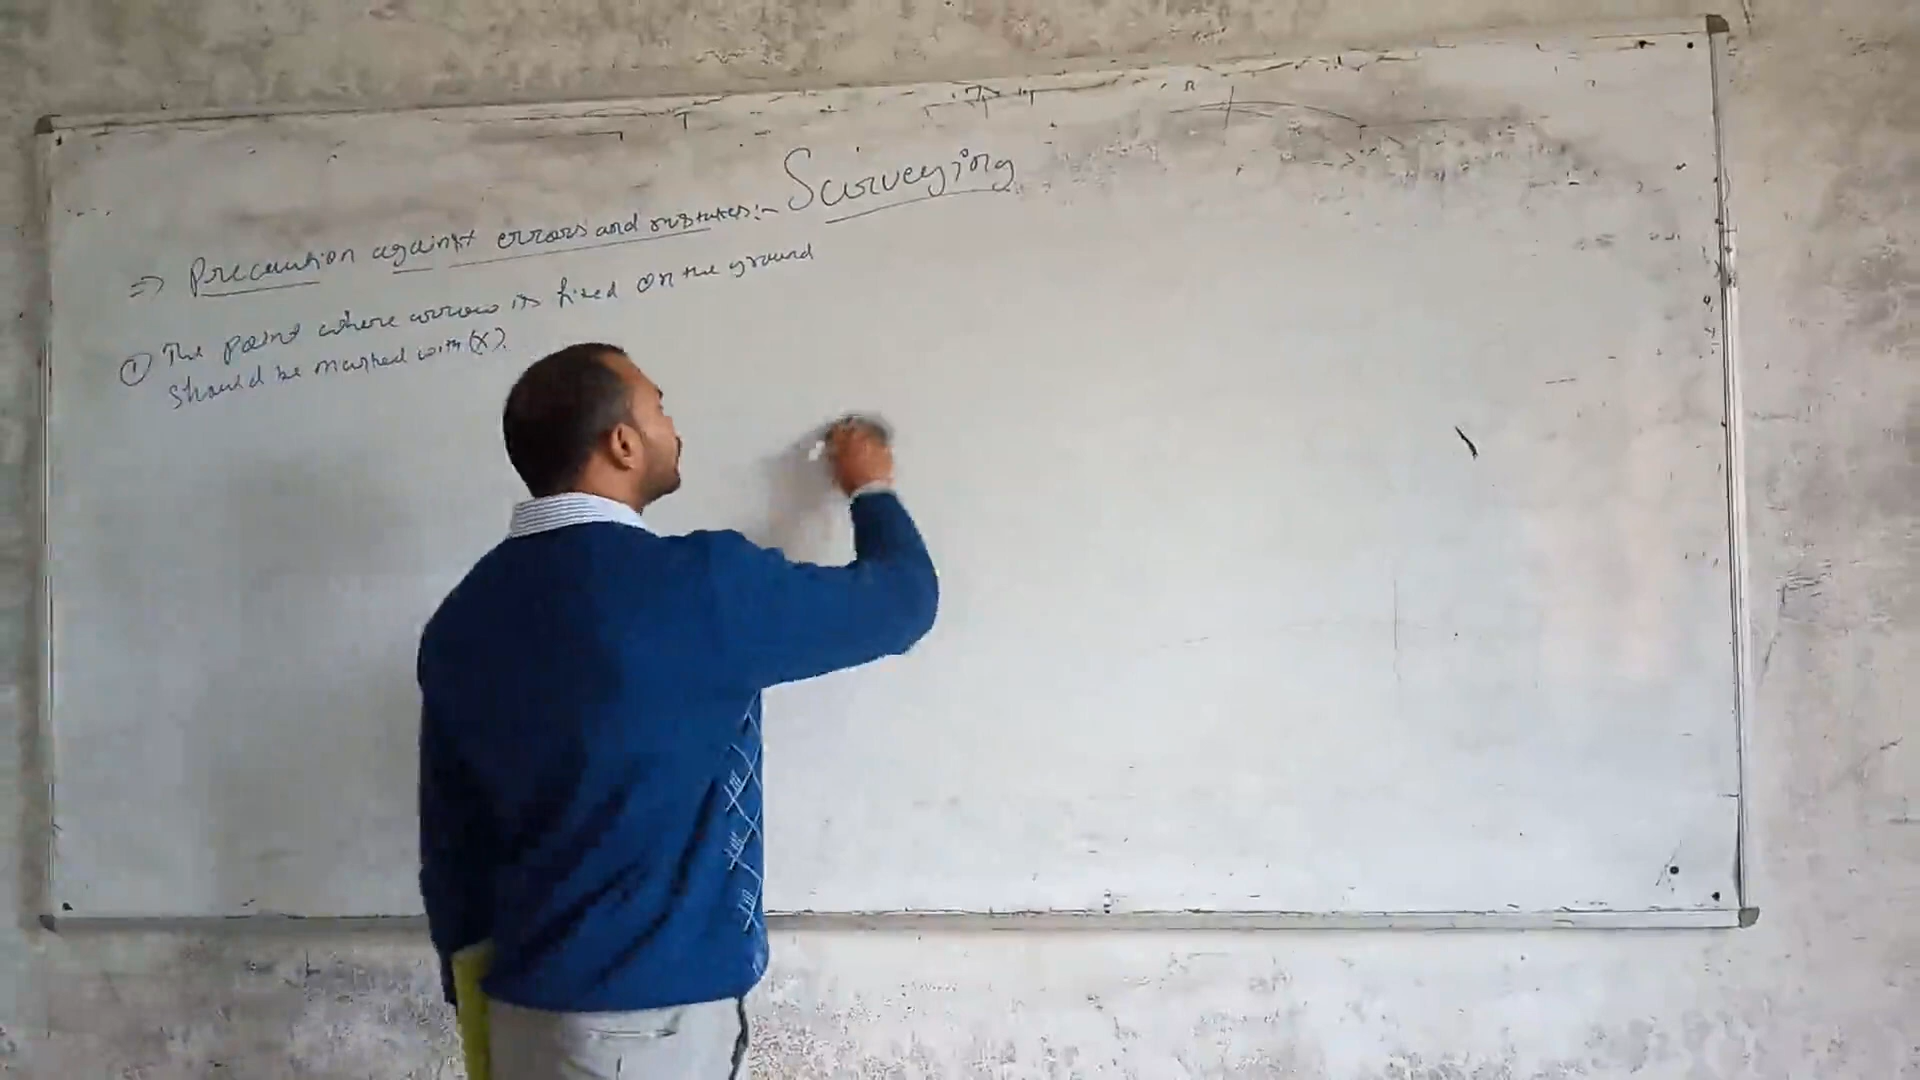 Surveying
=> Precaution against errors and mistakes:-
① The point where arrow is fixed on the ground
should be marked with (x).